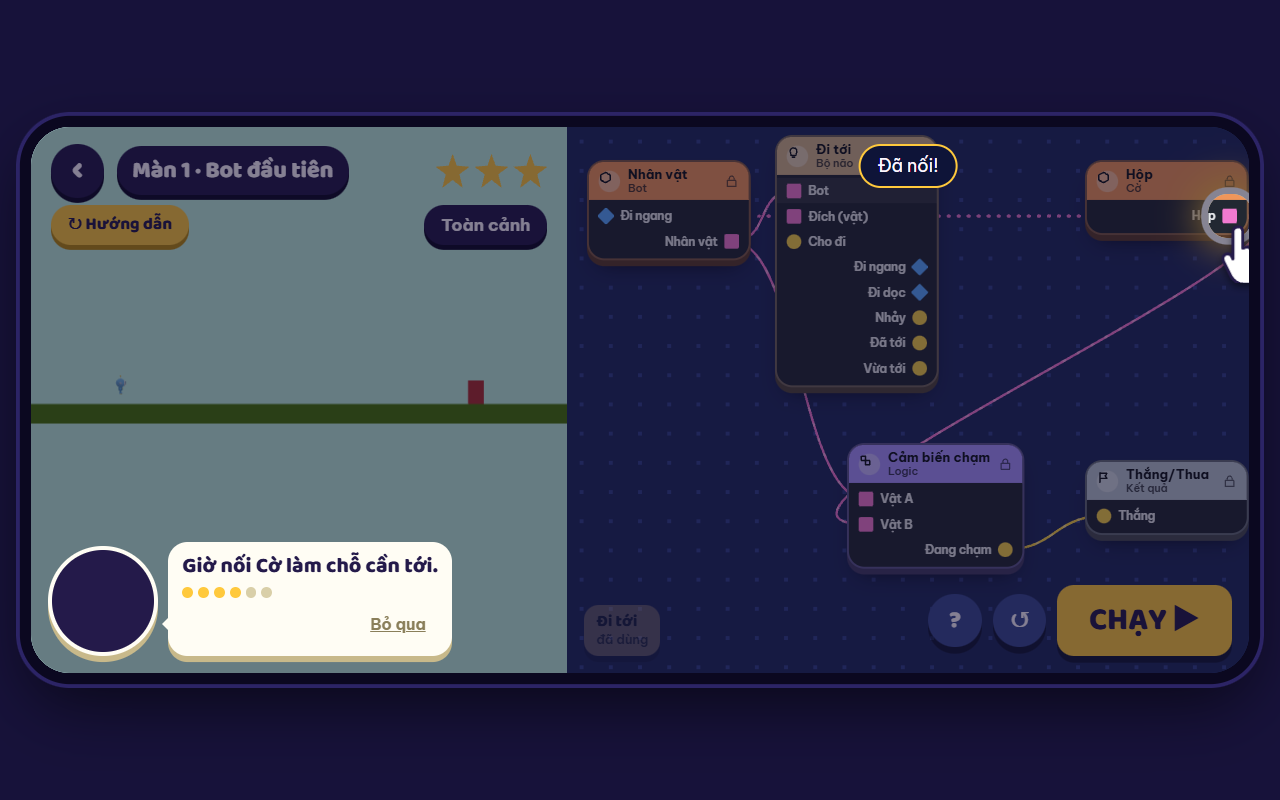 Màn 1 · Bot đầu tiên
↻ Hướng dẫn
Toàn cảnh
Giờ nối Cờ làm chỗ cần tới.
Bỏ qua
Nhân vật
Bot
Đi ngang
Nhân vật
Đi tới
Bộ não
Đã nối!
Bot
Đích (vật)
Cho đi
Đi ngang
Đi dọc
Nhảy
Đã tới
Vừa tới
Hộp
Cờ
Hộp
Cảm biến chạm
Logic
Vật A
Vật B
Đang chạm
Thắng/Thua
Kết quả
Thắng
Đi tới
đã dùng
?
↺
CHẠY ▶